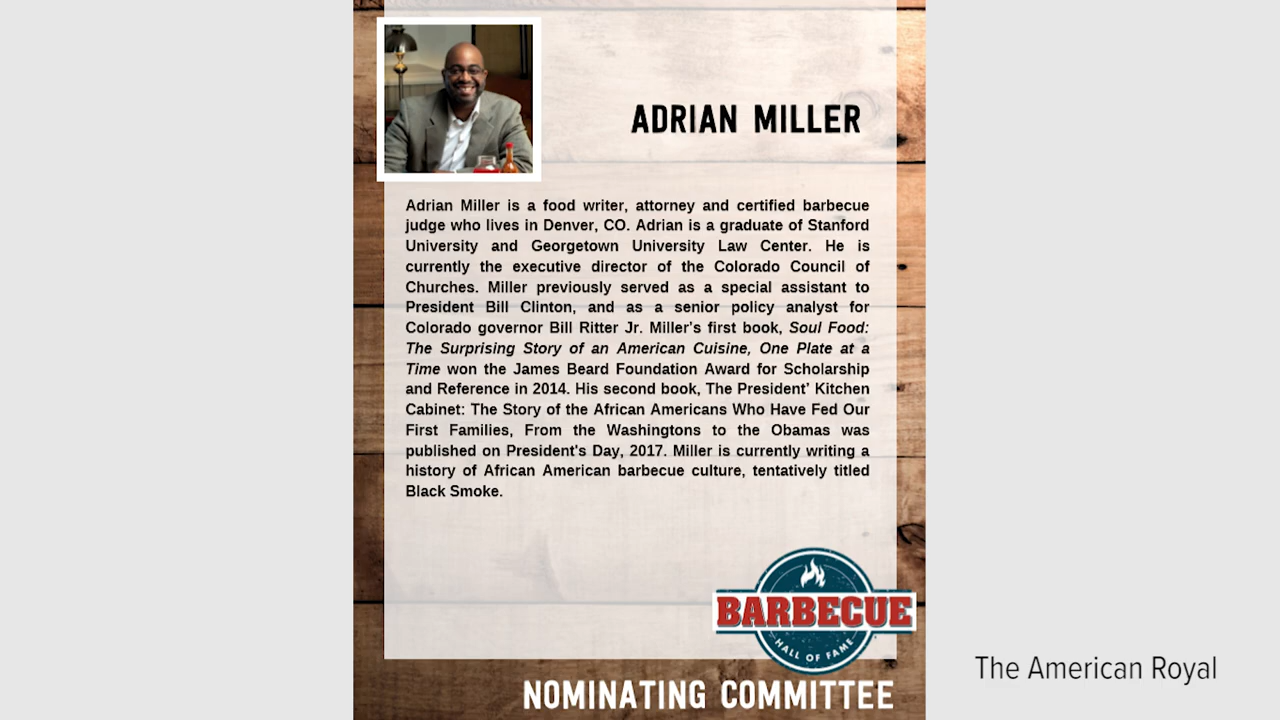 ADRIAN MILLER
Adrian Miller is a food writer, attorney and certified barbecue
judge who lives in Denver, CO. Adrian is a graduate of Stanford
University and Georgetown University Law Center. He is
currently the executive director of the Colorado Council of
Churches. Miller previously served as a special assistant to
President Bill Clinton, and as a senior policy analyst for
Colorado governor Bill Ritter Jr. Miller's first book, Soul Food:
The Surprising Story of an American Cuisine, One Plate at a
Time won the James Beard Foundation Award for Scholarship
and Reference in 2014. His second book, The President' Kitchen
Cabinet: The Story of the African Americans Who Have Fed Our
First Families, From the Washingtons to the Obamas was
published on President's Day, 2017. Miller is currently writing a
history of African American barbecue culture, tentatively titled
Black Smoke.
BARBECUE
HALL OF FAME
NOMINATING COMMITTEE
The American Royal